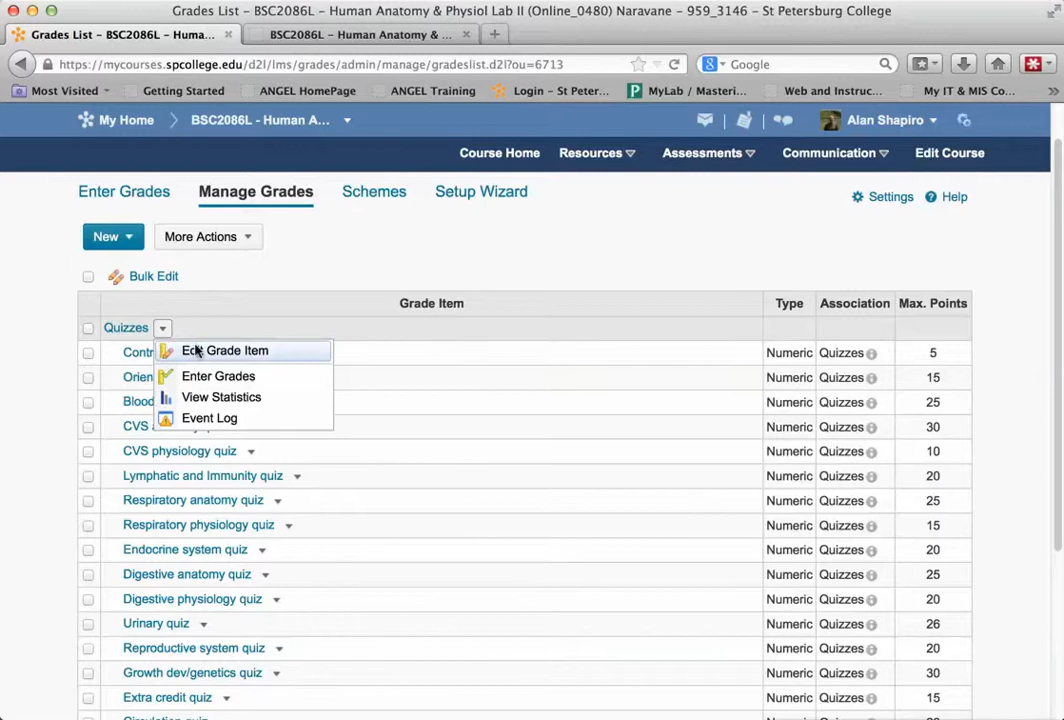 Grades List - BSC2086L - Human Anatomy & Physiol Lab II (Online_0480) Naravane - 959_3146 - St Petersburg College
Grades List - BSC2086L - Huma...
BSC2086L - Human Anatomy & ...
https://mycourses.spcollege.edu/d2l/lms/grades/admin/manage/gradeslist.d2l?ou=6713
Google
Most Visited
Getting Started
ANGEL HomePage
ANGEL Training
Login – St Peter...
MyLab / Masteri...
Web and Instruc...
My IT & MIS Co...
My Home
BSC2086L - Human A...
Alan Shapiro
Course Home
Resources
Assessments
Communication
Edit Course
Enter Grades
Manage Grades
Schemes
Setup Wizard
Settings
Help
New
More Actions
Bulk Edit
Grade Item
Type
Association
Max. Points
Quizzes
Edit Grade Item
Enter Grades
View Statistics
Event Log
Contr
Numeric
Quizzes
5
Orien
Numeric
Quizzes
15
Blood
Numeric
Quizzes
25
CVS a
Numeric
Quizzes
30
CVS physiology quiz
Numeric
Quizzes
10
Lymphatic and Immunity quiz
Numeric
Quizzes
20
Respiratory anatomy quiz
Numeric
Quizzes
25
Respiratory physiology quiz
Numeric
Quizzes
15
Endocrine system quiz
Numeric
Quizzes
20
Digestive anatomy quiz
Numeric
Quizzes
25
Digestive physiology quiz
Numeric
Quizzes
20
Urinary quiz
Numeric
Quizzes
26
Reproductive system quiz
Numeric
Quizzes
20
Growth dev/genetics quiz
Numeric
Quizzes
30
Extra credit quiz
Numeric
Quizzes
15